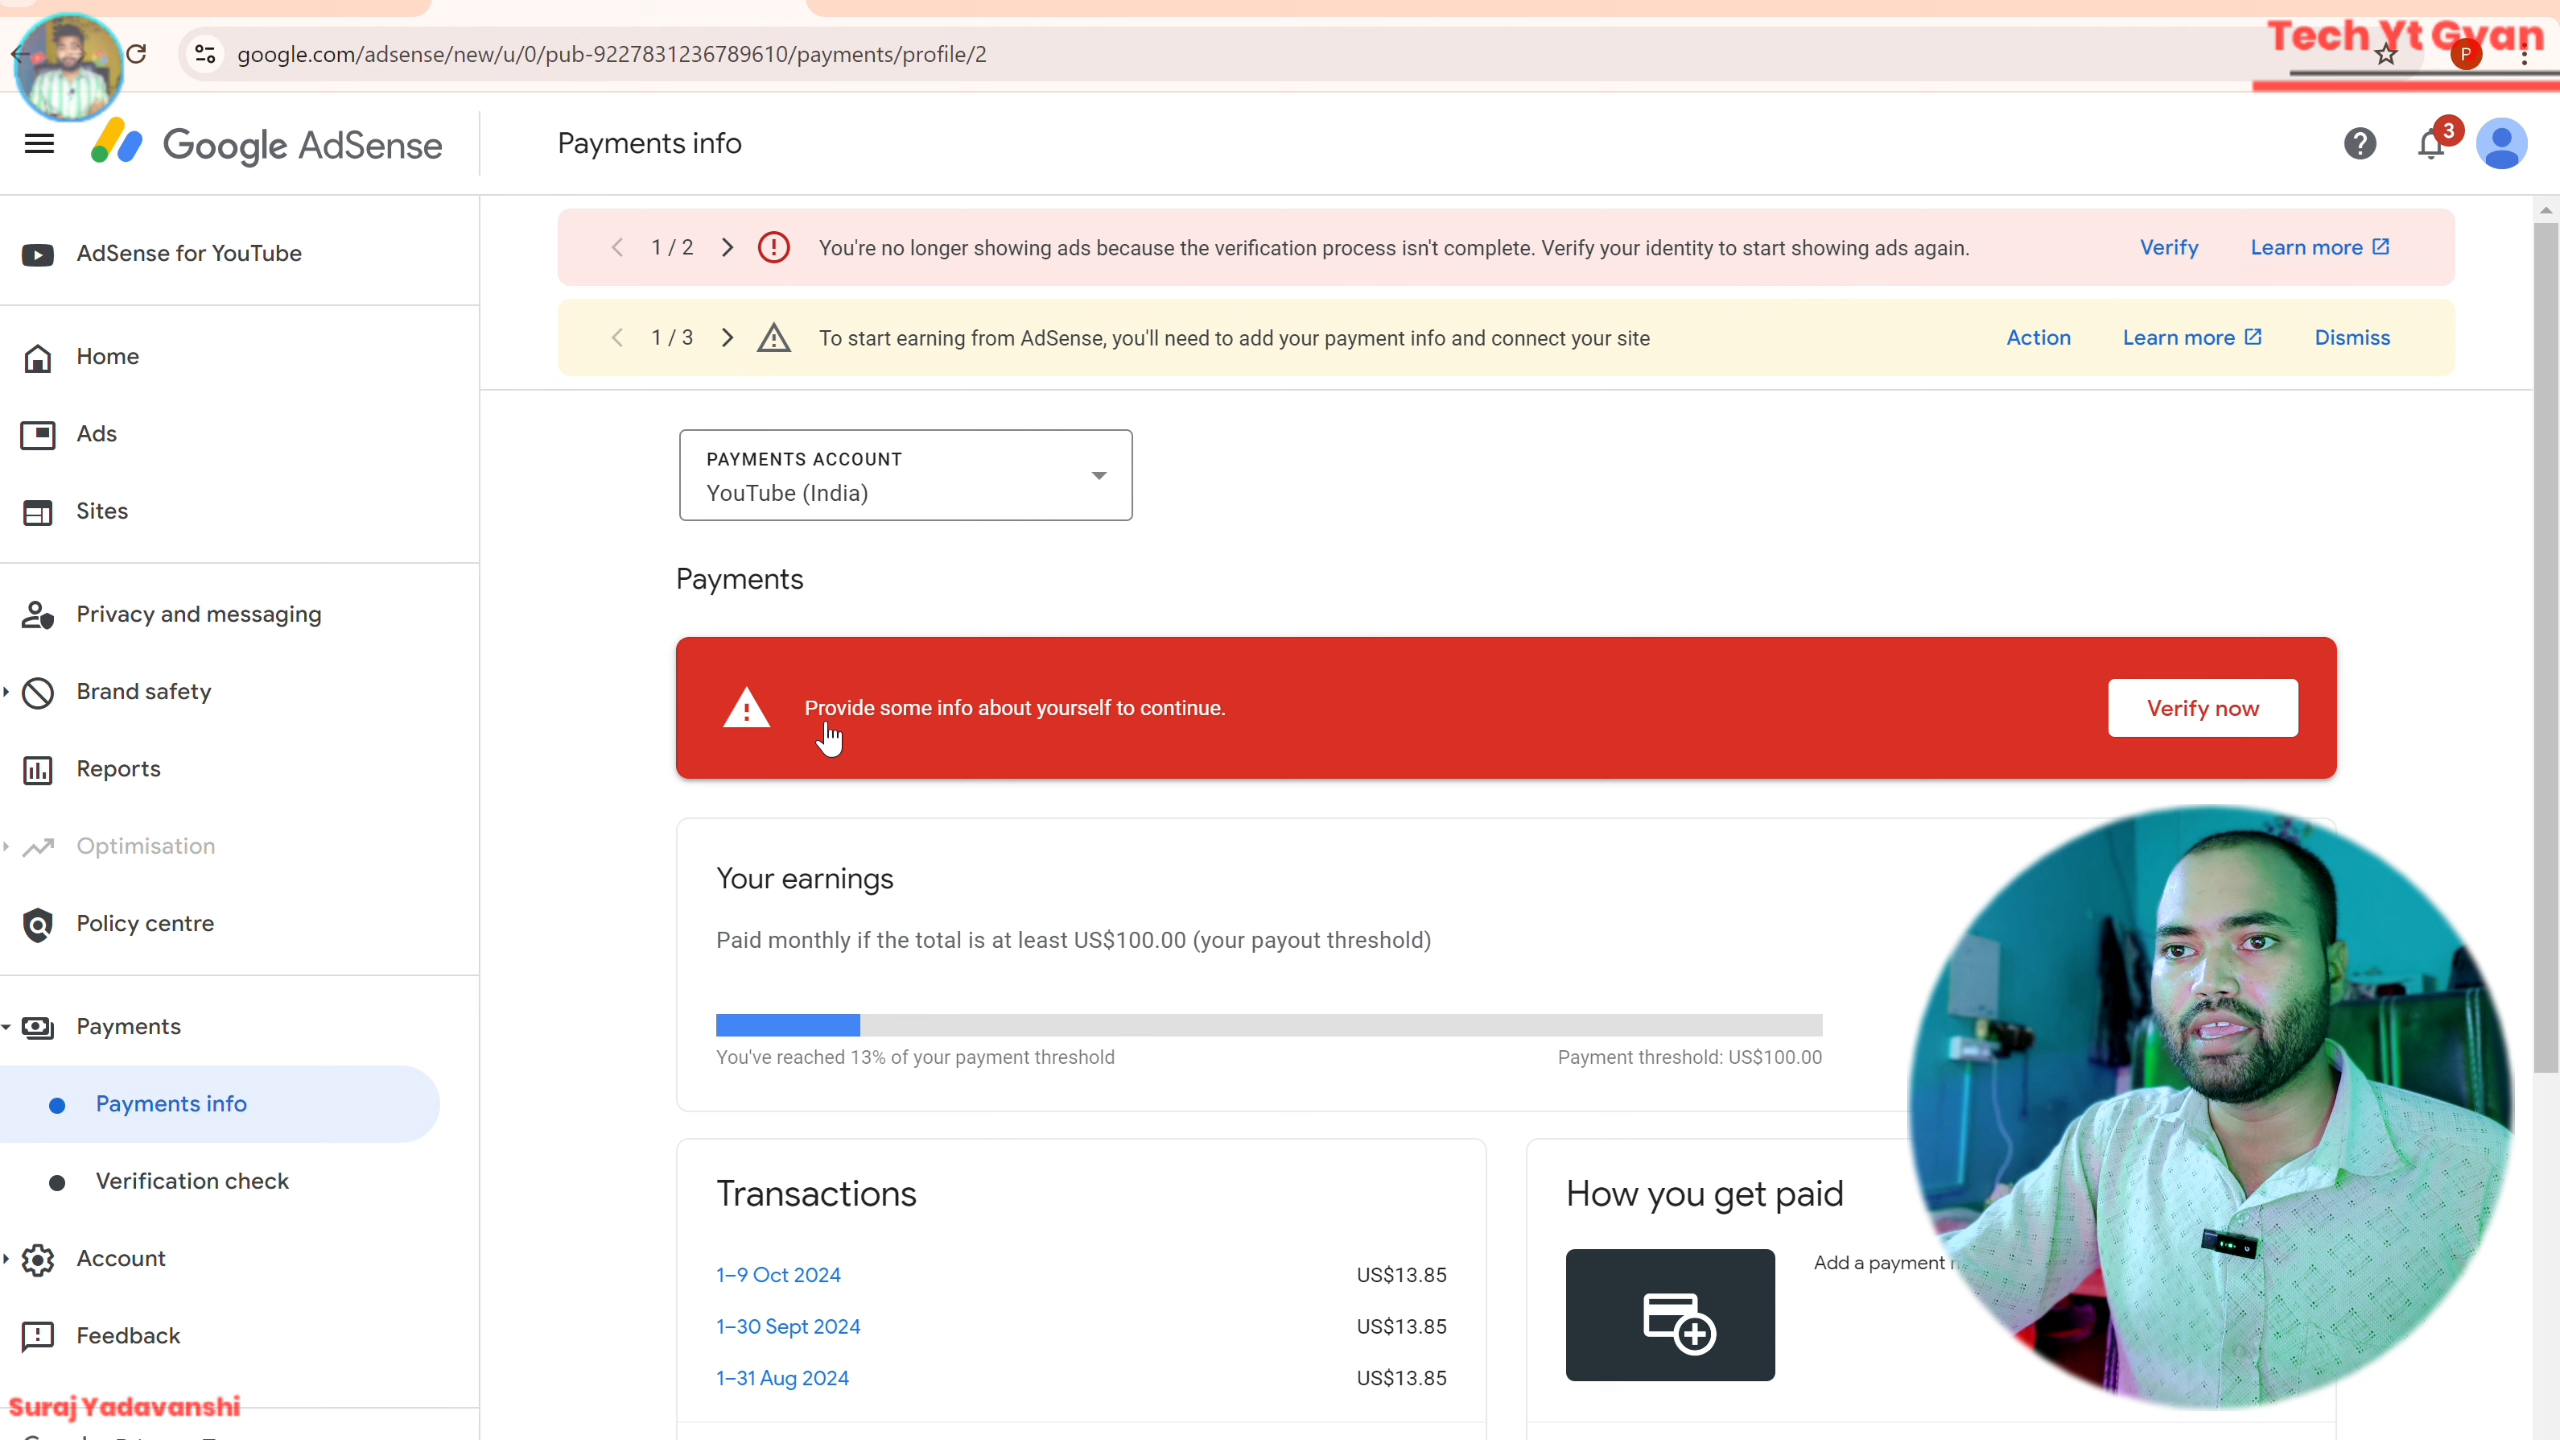 google.com/adsense/new/u/0/pub-9227831236789610/payments/profile/2
Tech Yt Gyan
P
Google AdSense
Payments info
3
AdSense for YouTube
Home
Ads
Sites
Privacy and messaging
Brand safety
Reports
Optimisation
Policy centre
Payments
Payments info
Verification check
Account
Feedback
Suraj Yadavanshi
1 / 2
You're no longer showing ads because the verification process isn't complete. Verify your identity to start showing ads again.
Verify
Learn more
1 / 3
To start earning from AdSense, you'll need to add your payment info and connect your site
Action
Learn more
Dismiss
PAYMENTS ACCOUNT
YouTube (India)
Payments
Provide some info about yourself to continue.
Verify now
Your earnings
Paid monthly if the total is at least US$100.00 (your payout threshold)
You've reached 13% of your payment threshold
Payment threshold: US$100.00
Transactions
1–9 Oct 2024 US$13.85
1–30 Sept 2024 US$13.85
1–31 Aug 2024 US$13.85
How you get paid
Add a payment